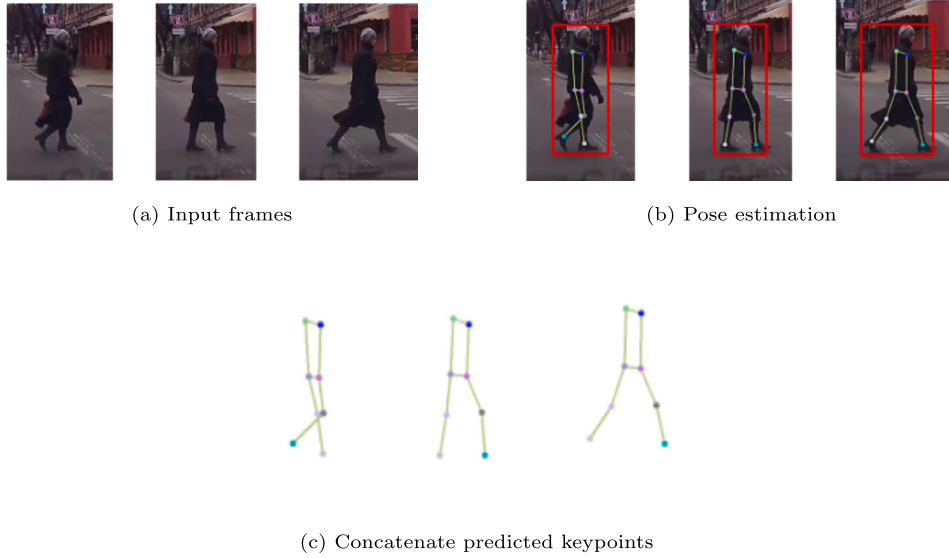 (a) Input frames
(b) Pose estimation
(c) Concatenate predicted keypoints